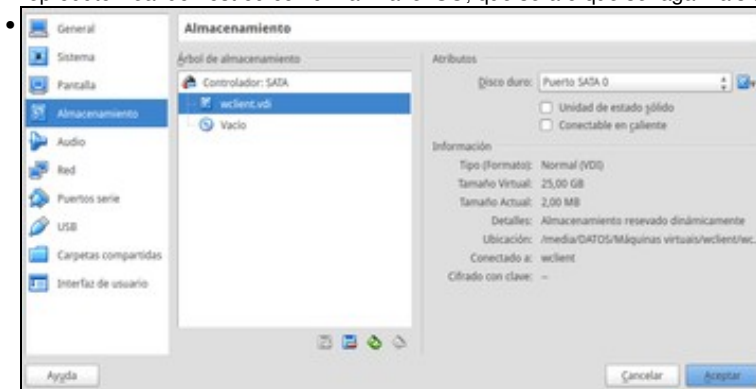 General
Sistema
Pantalla
Almacenamiento
Audio
Red
Puertos serie
USB
Carpetas compartidas
Interfaz de usuario
Almacenamiento
Árbol de almacenamiento
Controlador: SATA
wclient.vdi
Vacío
Atributos
Disco duro: Puerto SATA 0
Unidad de estado sólido
Conectable en caliente
Información
Tipo (Formato): Normal (VDI)
Tamaño Virtual: 25,00 GB
Tamaño Actual: 2,00 MB
Detalles: Almacenamiento resevado dinámicamente
Ubicación: /media/DATOS/Máquinas virtuais/wclient/wc...
Conectado a: wclient
Cifrado con clave: --
Ayuda
Cancelar
Aceptar